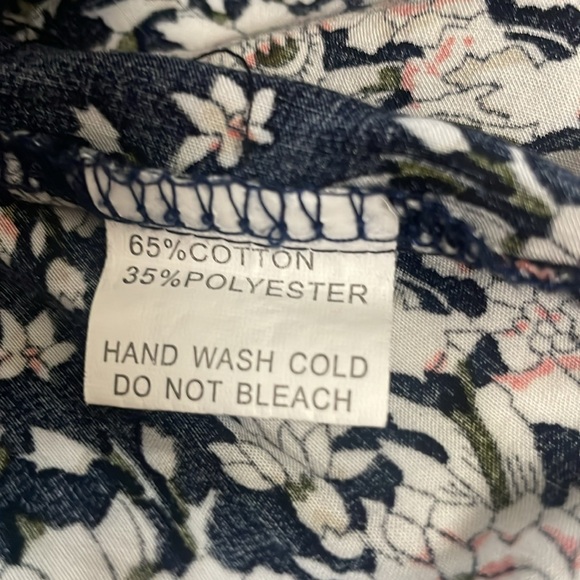 65%COTTON
35%POLYESTER
HAND WASH COLD
DO NOT BLEACH